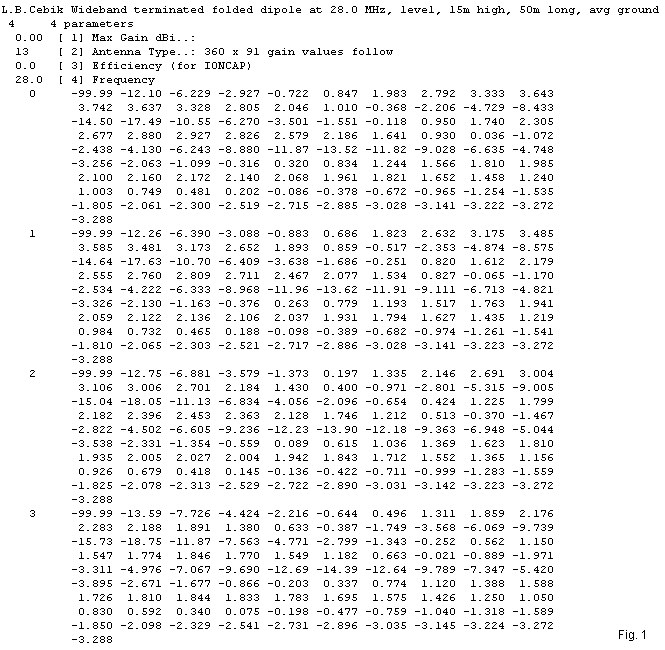 L.B.Cebik Wideband terminated folded dipole at 28.0 MHz, level, 15m high, 50m long, avg ground
4 4 parameters
0.00 [ 1] Max Gain dBi..:
13 [ 2] Antenna Type..: 360 x 91 gain values follow
0.0 [ 3] Efficiency (for IONCAP)
28.0 [ 4] Frequency
0 -99.99 -12.10 -6.229 -2.927 -0.722 0.847 1.983 2.792 3.333 3.643
3.742 3.637 3.328 2.805 2.046 1.010 -0.368 -2.206 -4.729 -8.433
-14.50 -17.49 -10.55 -6.270 -3.501 -1.551 -0.118 0.950 1.740 2.305
2.677 2.880 2.927 2.826 2.579 2.186 1.641 0.930 0.036 -1.072
-2.438 -4.130 -6.243 -8.880 -11.87 -13.52 -11.82 -9.028 -6.635 -4.748
-3.256 -2.063 -1.099 -0.316 0.320 0.834 1.244 1.566 1.810 1.985
2.100 2.160 2.172 2.140 2.068 1.961 1.821 1.652 1.458 1.240
1.003 0.749 0.481 0.202 -0.086 -0.378 -0.672 -0.965 -1.254 -1.535
-1.805 -2.061 -2.300 -2.519 -2.715 -2.885 -3.028 -3.141 -3.222 -3.272
-3.288
1 -99.99 -12.26 -6.390 -3.088 -0.883 0.686 1.823 2.632 3.175 3.485
3.585 3.481 3.173 2.652 1.893 0.859 -0.517 -2.353 -4.874 -8.575
-14.64 -17.63 -10.70 -6.409 -3.638 -1.686 -0.251 0.820 1.612 2.179
2.555 2.760 2.809 2.711 2.467 2.077 1.534 0.827 -0.065 -1.170
-2.534 -4.222 -6.333 -8.968 -11.96 -13.62 -11.91 -9.111 -6.713 -4.821
-3.326 -2.130 -1.163 -0.376 0.263 0.779 1.193 1.517 1.763 1.941
2.059 2.122 2.136 2.106 2.037 1.931 1.794 1.627 1.435 1.219
0.984 0.732 0.465 0.188 -0.098 -0.389 -0.682 -0.974 -1.261 -1.541
-1.810 -2.065 -2.303 -2.521 -2.717 -2.886 -3.028 -3.141 -3.223 -3.272
-3.288
2 -99.99 -12.75 -6.881 -3.579 -1.373 0.197 1.335 2.146 2.691 3.004
3.106 3.006 2.701 2.184 1.430 0.400 -0.971 -2.801 -5.315 -9.005
-15.04 -18.05 -11.13 -6.834 -4.056 -2.096 -0.654 0.424 1.225 1.799
2.182 2.396 2.453 2.363 2.128 1.746 1.212 0.513 -0.370 -1.467
-2.822 -4.502 -6.605 -9.236 -12.23 -13.90 -12.18 -9.363 -6.948 -5.044
-3.538 -2.331 -1.354 -0.559 0.089 0.615 1.036 1.369 1.623 1.810
1.935 2.005 2.027 2.004 1.942 1.843 1.712 1.552 1.365 1.156
0.926 0.679 0.418 0.145 -0.136 -0.422 -0.711 -0.999 -1.283 -1.559
-1.825 -2.078 -2.313 -2.529 -2.722 -2.890 -3.031 -3.142 -3.223 -3.272
-3.288
3 -99.99 -13.59 -7.726 -4.424 -2.216 -0.644 0.496 1.311 1.859 2.176
2.283 2.188 1.891 1.380 0.633 -0.387 -1.749 -3.568 -6.069 -9.739
-15.73 -18.75 -11.87 -7.563 -4.771 -2.799 -1.343 -0.252 0.562 1.150
1.547 1.774 1.846 1.770 1.549 1.182 0.663 -0.021 -0.889 -1.971
-3.311 -4.976 -7.067 -9.690 -12.69 -14.39 -12.64 -9.789 -7.347 -5.420
-3.895 -2.671 -1.677 -0.866 -0.203 0.337 0.774 1.120 1.388 1.588
1.726 1.810 1.844 1.833 1.783 1.695 1.575 1.426 1.250 1.050
0.830 0.592 0.340 0.075 -0.198 -0.477 -0.759 -1.040 -1.318 -1.589
-1.850 -2.098 -2.329 -2.541 -2.731 -2.896 -3.035 -3.145 -3.224 -3.272
-3.288
Fig. 1